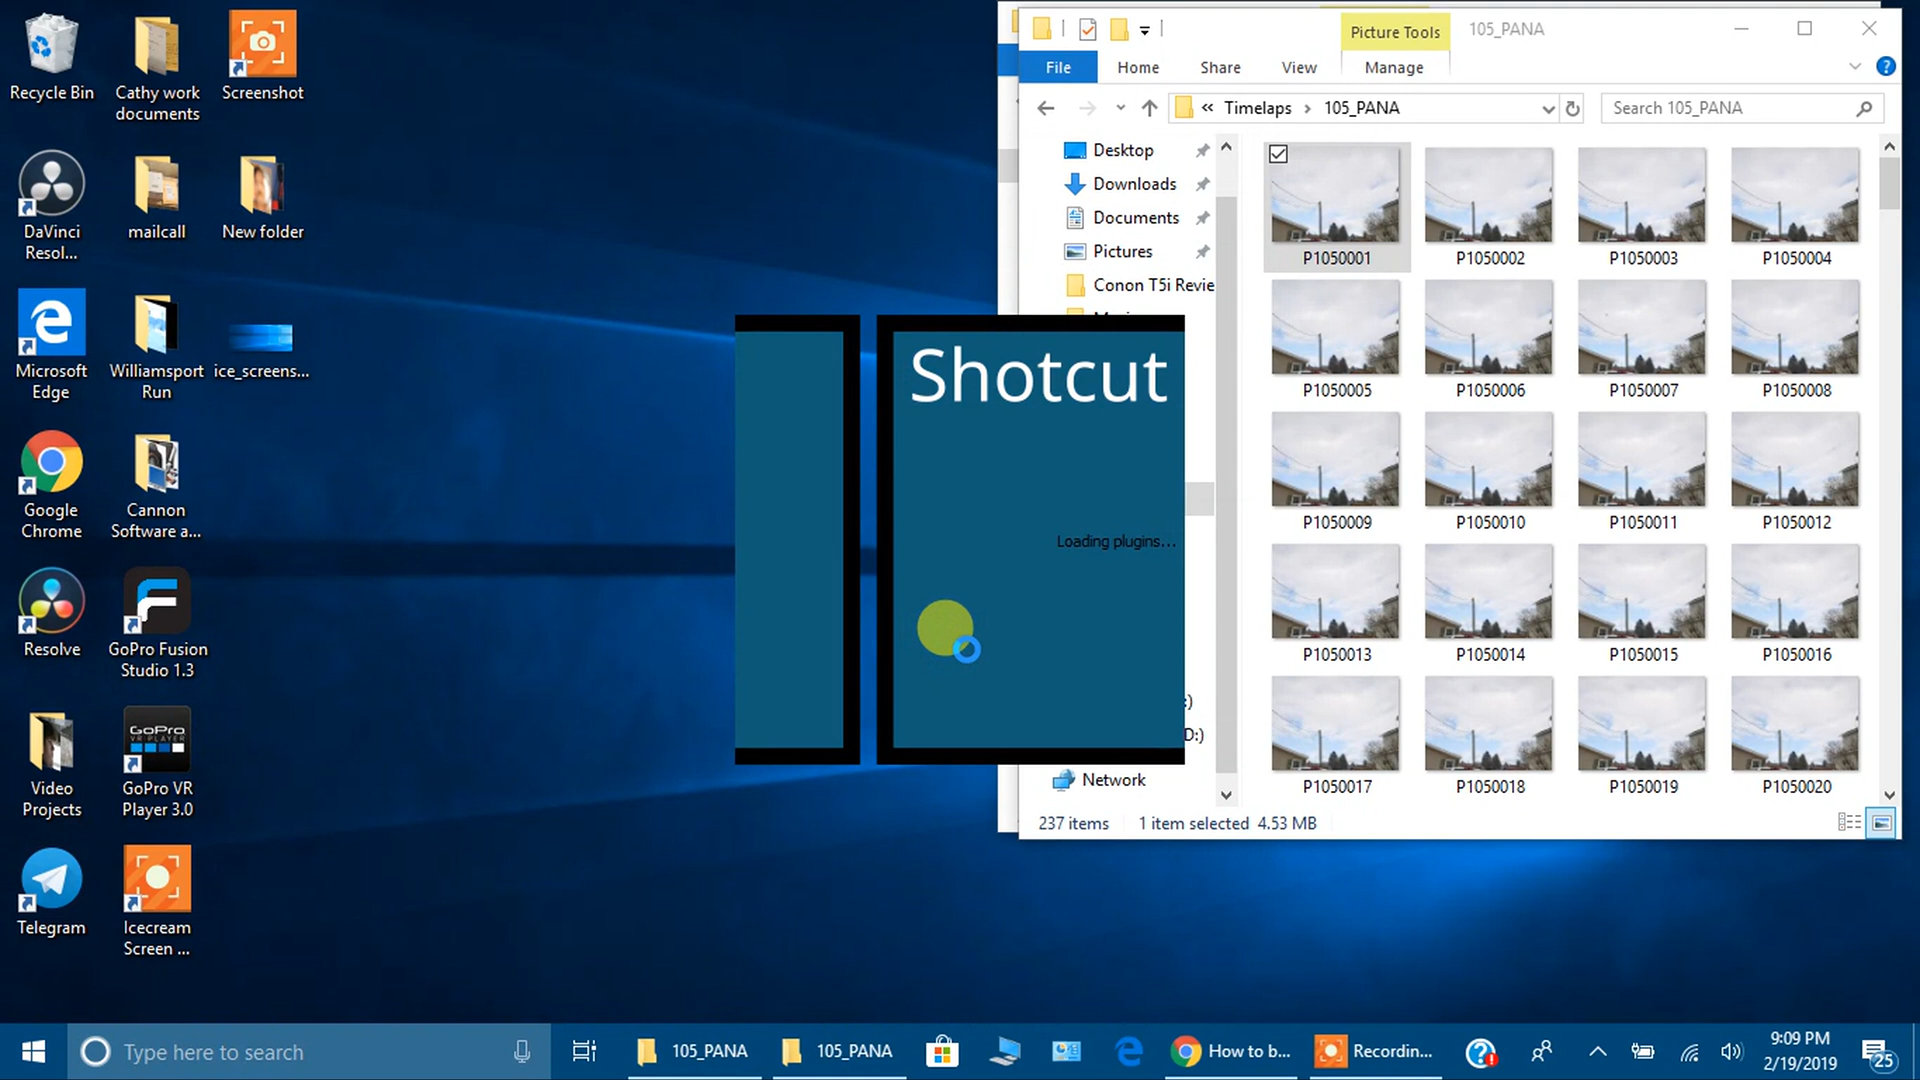 Recycle Bin
Cathy work
documents
Screenshot
DaVinci
Resol...
mailcall
New folder
Microsoft
Edge
Williamsport
Run
ice_screens...
Google
Chrome
Cannon
Software a...
Resolve
GoPro Fusion
Studio 1.3
Video
Projects
GoPro
VR PLAYER
GoPro VR
Player 3.0
Telegram
Icecream
Screen ...
Picture Tools
105_PANA
File
Home
Share
View
Manage
« Timelaps › 105_PANA
Search 105_PANA
Desktop
Downloads
Documents
Pictures
Conon T5i Revie
:)
D:)
Network
P1050001
P1050002
P1050003
P1050004
P1050005
P1050006
P1050007
P1050008
P1050009
P1050010
P1050011
P1050012
P1050013
P1050014
P1050015
P1050016
P1050017
P1050018
P1050019
P1050020
237 items
1 item selected 4.53 MB
Shotcut
Loading plugins...
Type here to search
105_PANA
105_PANA
How to b...
Recordin...
9:09 PM
2/19/2019
25